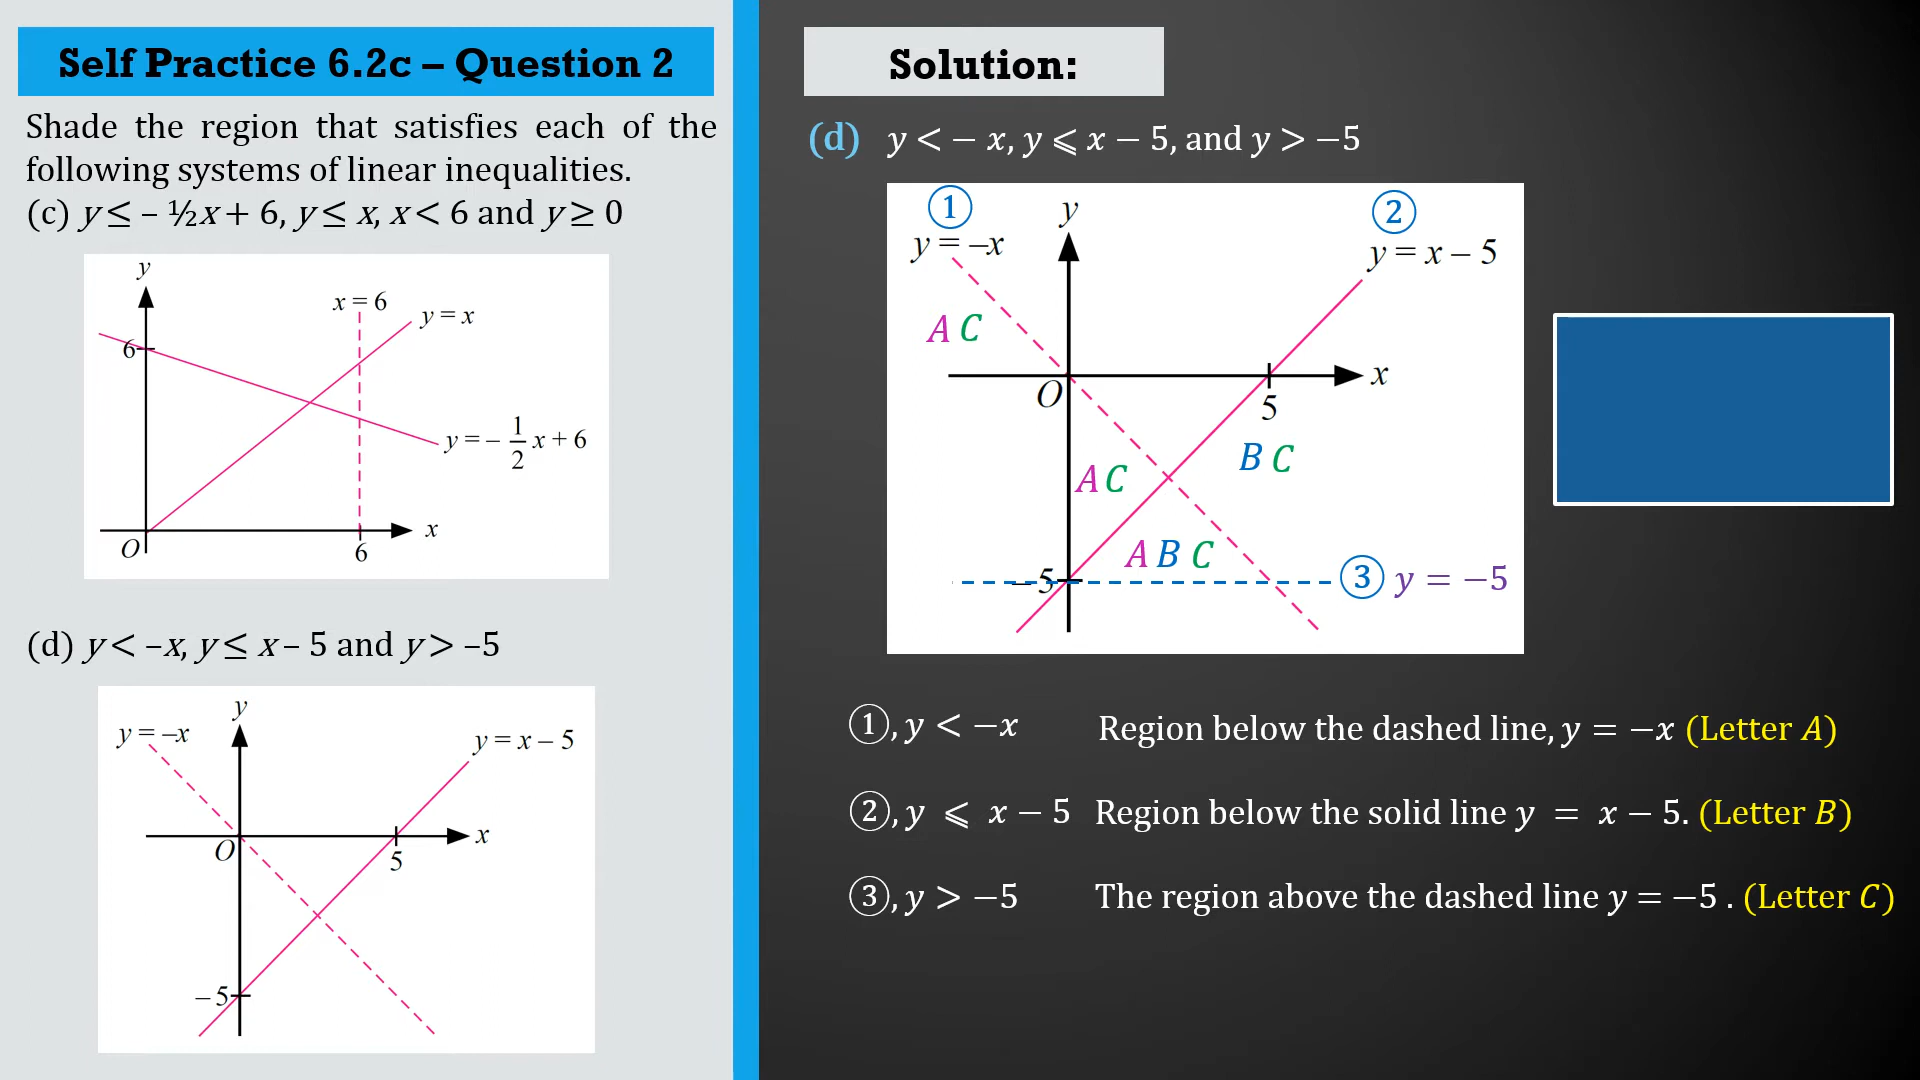 Self Practice 6.2c – Question 2
Shade the region that satisfies each of the
following systems of linear inequalities.
(c) y ≤ – ½x + 6, y ≤ x, x < 6 and y ≥ 0
y
x = 6
y = x
6
y = – 1/2 x + 6
x
O
6
(d) y < –x, y ≤ x – 5 and y > –5
y
y = –x
y = x – 5
x
O
5
– 5
Solution:
(d) y < − x, y ⩽ x − 5, and y > −5
① y ②
y = –x
y = x – 5
A C
x
O
5
B C
A C
A B C
– 5
③ y = −5
①, y < −x Region below the dashed line, y = −x (Letter A)
②, y ⩽ x − 5 Region below the solid line y = x − 5. (Letter B)
③, y > −5 The region above the dashed line y = −5 . (Letter C)